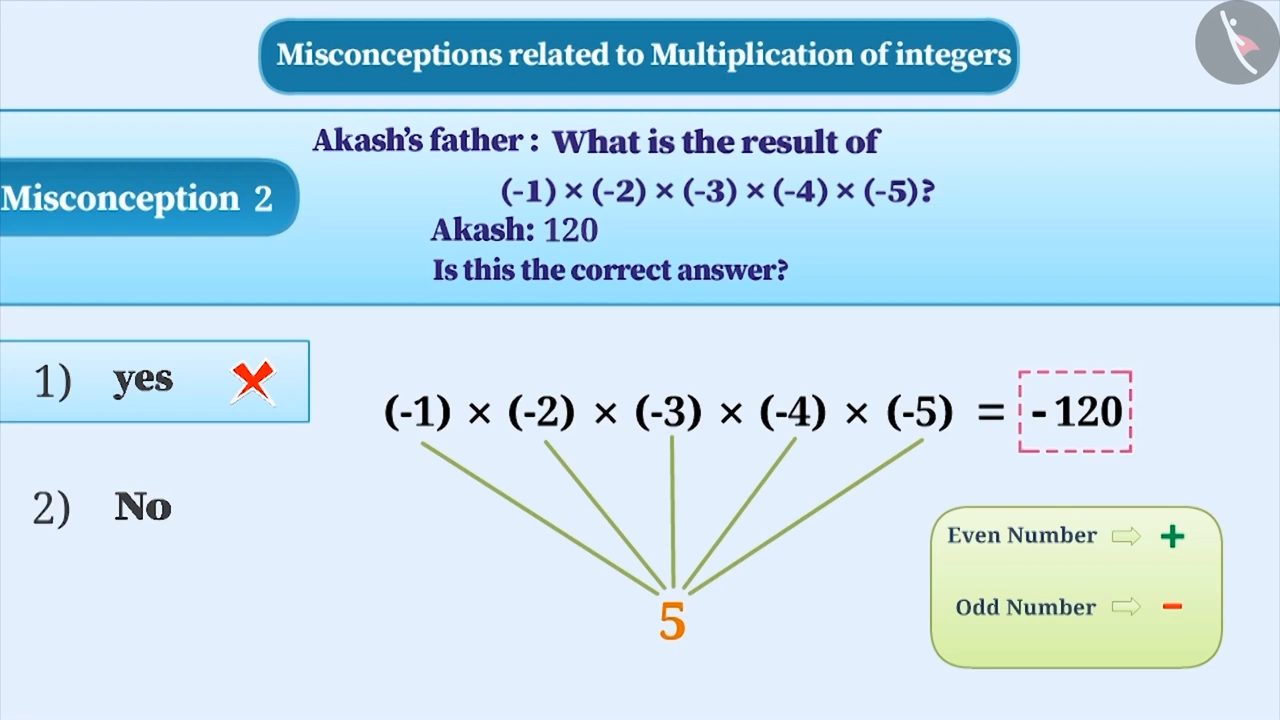 Misconceptions related to Multiplication of integers
Akash's father : What is the result of
(-1) × (-2) × (-3) × (-4) × (-5)?
Misconception 2
Akash: 120
Is this the correct answer?
1) yes
(-1) × (-2) × (-3) × (-4) × (-5) = - 120
2) No
Even Number ⇨ +
Odd Number ⇨ -
5